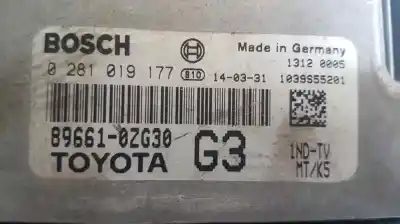 BOSCH Made in Germany
1312 0005
0 281 019 177 810 14-03-31 1039S55201
89661-0ZG30
TOYOTA G3 1ND-TV
MT/K5